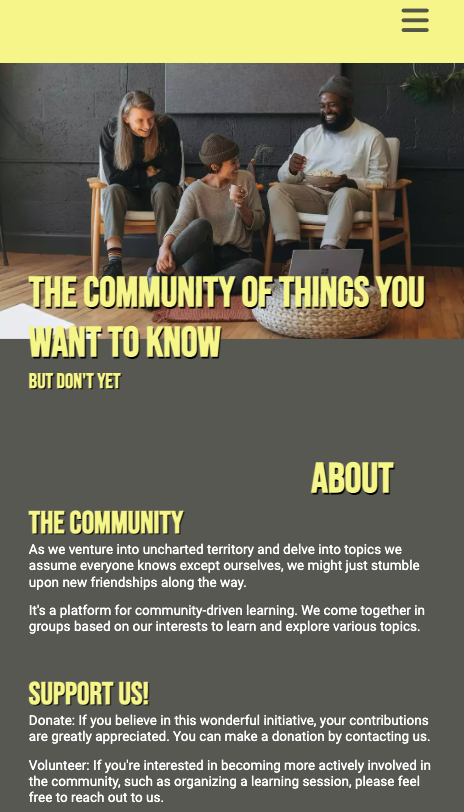 THE COMMUNITY OF THINGS YOU
WANT TO KNOW
BUT DON'T YET
ABOUT
THE COMMUNITY
As we venture into uncharted territory and delve into topics we
assume everyone knows except ourselves, we might just stumble
upon new friendships along the way.
It's a platform for community-driven learning. We come together in
groups based on our interests to learn and explore various topics.
SUPPORT US!
Donate: If you believe in this wonderful initiative, your contributions
are greatly appreciated. You can make a donation by contacting us.
Volunteer: If you're interested in becoming more actively involved in
the community, such as organizing a learning session, please feel
free to reach out to us.